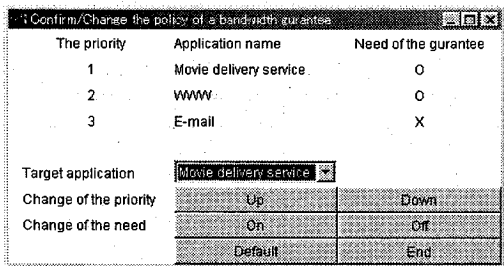 Confirm/Change the policy of a bandwidth gurantee
The priority Application name Need of the gurantee
1 Movie delivery service O
2 WWW O
3 E-mail X
Target application Movie delivery service
Change of the priority Up Down
Change of the need On Off
Default End